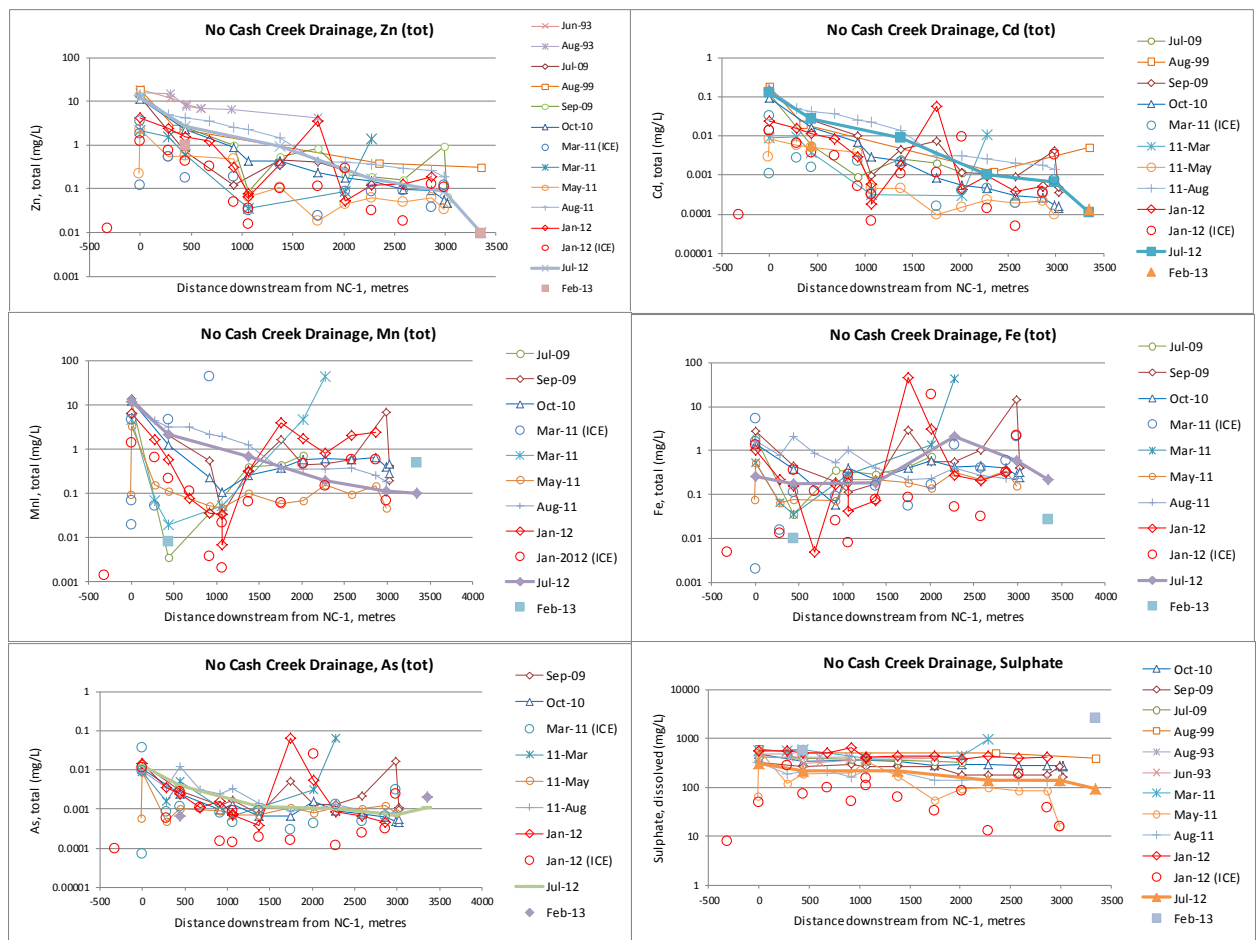 No Cash Creek Drainage, Zn (tot)
Zn, total (mg/L)
100
10
1
0.1
0.01
0.001
-500
0
500
1000
1500
2000
2500
3000
3500
Distance downstream from NC-1, metres
Jun-93
Aug-93
Jul-09
Aug-99
Sep-09
Oct-10
Mar-11 (ICE)
Mar-11
May-11
Aug-11
Jan-12
Jan-12 (ICE)
Jul-12
Feb-13
No Cash Creek Drainage, Cd (tot)
Cd, total (mg/L)
1
0.1
0.01
0.001
0.0001
0.00001
-500
0
500
1000
1500
2000
2500
3000
3500
Distance downstream from NC-1, metres
Jul-09
Aug-99
Sep-09
Oct-10
Mar-11 (ICE)
11-Mar
11-May
11-Aug
Jan-12
Jan-12 (ICE)
Jul-12
Feb-13
No Cash Creek Drainage, Mn (tot)
Mnl, total (mg/L)
100
10
1
0.1
0.01
0.001
-500
0
500
1000
1500
2000
2500
3000
3500
4000
Distance downstream from NC-1, metres
Jul-09
Sep-09
Oct-10
Mar-11 (ICE)
Mar-11
May-11
Aug-11
Jan-12
Jan-2012 (ICE)
Jul-12
Feb-13
No Cash Creek Drainage, Fe (tot)
Fe, total (mg/L)
100
10
1
0.1
0.01
0.001
-500
0
500
1000
1500
2000
2500
3000
3500
4000
Distance downstream from NC-1, metres
Jul-09
Sep-09
Oct-10
Mar-11 (ICE)
Mar-11
May-11
Aug-11
Jan-12
Jan-12 (ICE)
Jul-12
Feb-13
No Cash Creek Drainage, As (tot)
As, total (mg/L)
1
0.1
0.01
0.001
0.0001
0.00001
-500
0
500
1000
1500
2000
2500
3000
3500
4000
Distance downstream from NC-1, metres
Sep-09
Oct-10
Mar-11 (ICE)
11-Mar
11-May
11-Aug
Jan-12
Jan-12 (ICE)
Jul-12
Feb-13
No Cash Creek Drainage, Sulphate
Sulphate, dissolved (mg/L)
10000
1000
100
10
1
-500
0
500
1000
1500
2000
2500
3000
3500
Distance downstream from NC-1, metres
Oct-10
Sep-09
Jul-09
Aug-99
Aug-93
Jun-93
Mar-11
May-11
Aug-11
Jan-12
Jan-12 (ICE)
Jul-12
Feb-13